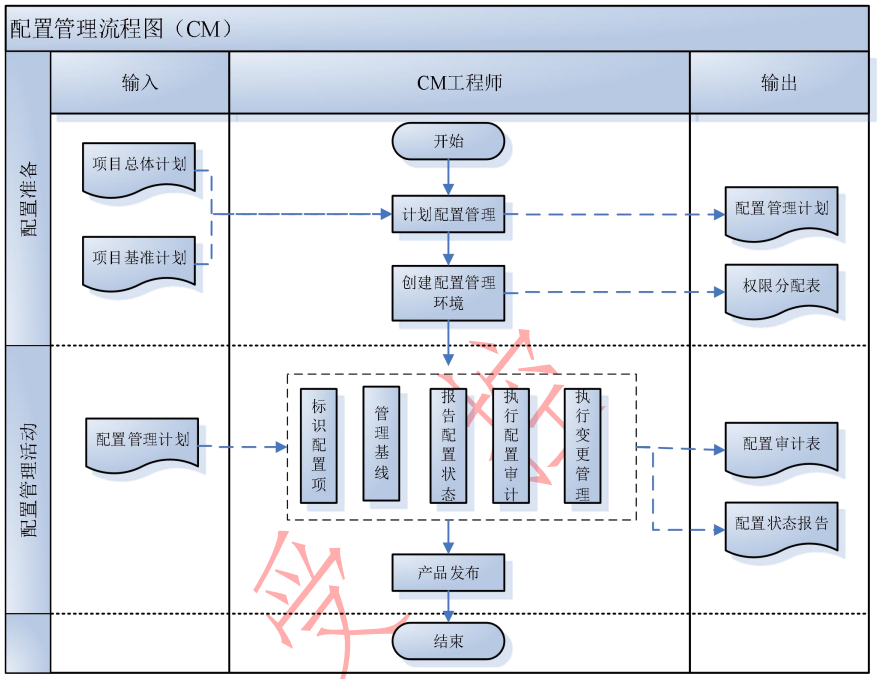 配置管理流程图（CM）
输入
CM工程师
输出
配置准备
项目总体计划
项目基准计划
开始
计划配置管理
创建配置管理
环境
配置管理计划
权限分配表
配置管理活动
配置管理计划
标识配置项
管理基线
报告配置状态
执行配置审计
执行变更管理
配置审计表
配置状态报告
产品发布
结束
受控